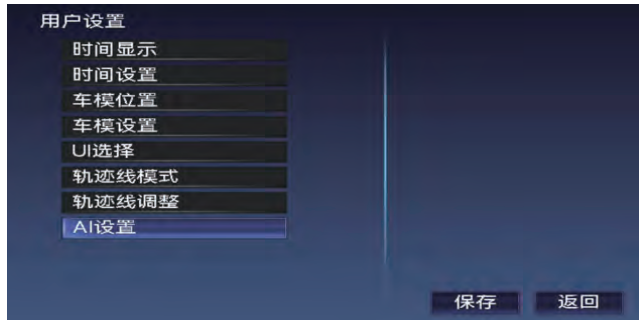 用户设置
时间显示
时间设置
车模位置
车模设置
UI选择
轨迹线模式
轨迹线调整
AI设置
保存 返回